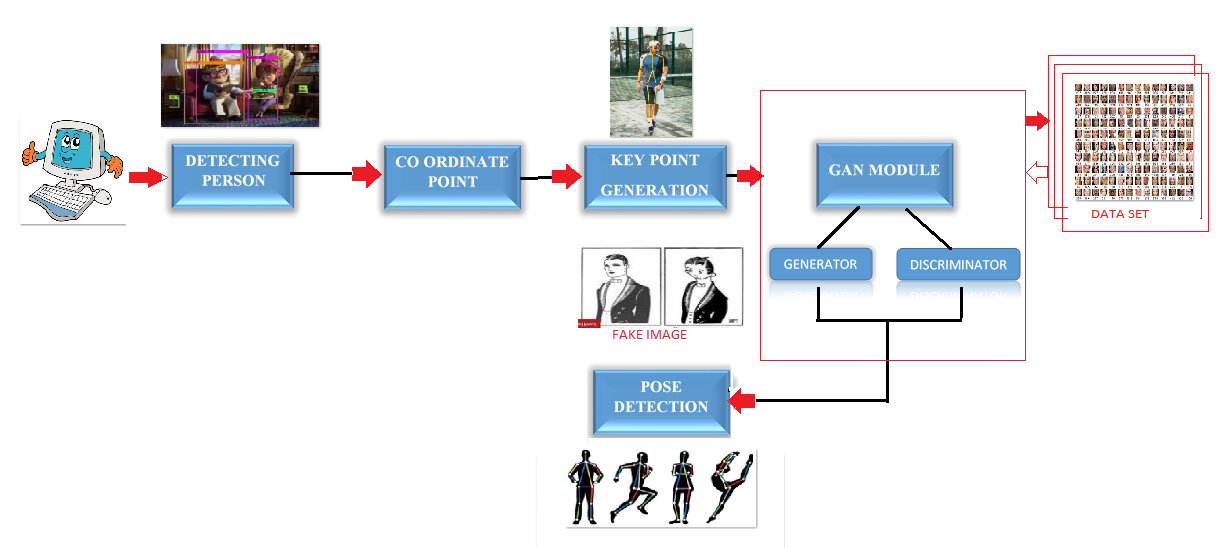 DETECTING
PERSON
CO ORDINATE
POINT
KEY POINT
GENERATION
GAN MODULE
GENERATOR
DISCRIMINATOR
DATA SET
FAKE IMAGE
POSE
DETECTION